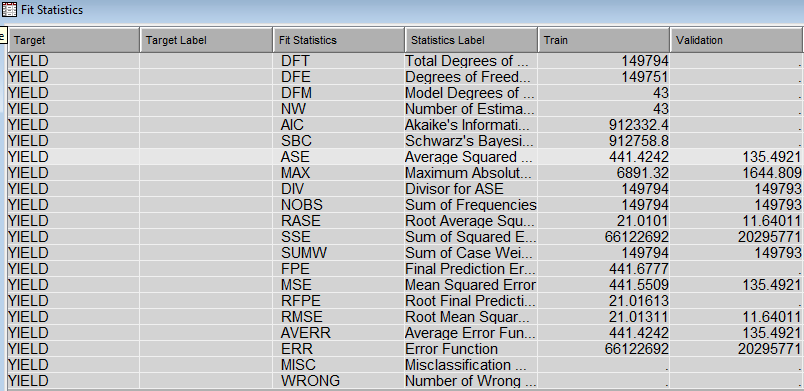 Fit Statistics
e
Target Target Label Fit Statistics Statistics Label Train Validation
YIELD DFT Total Degrees of ... 149794 .
YIELD DFE Degrees of Freed... 149751 .
YIELD DFM Model Degrees of ... 43 .
YIELD NW Number of Estima... 43 .
YIELD AIC Akaike's Informati... 912332.4 .
YIELD SBC Schwarz's Bayesi... 912758.8 .
YIELD ASE Average Squared ... 441.4242 135.4921
YIELD MAX Maximum Absolut... 6891.32 1644.809
YIELD DIV Divisor for ASE 149794 149793
YIELD NOBS Sum of Frequencies 149794 149793
YIELD RASE Root Average Squ... 21.0101 11.64011
YIELD SSE Sum of Squared E... 66122692 20295771
YIELD SUMW Sum of Case Wei... 149794 149793
YIELD FPE Final Prediction Er... 441.6777 .
YIELD MSE Mean Squared Error 441.5509 135.4921
YIELD RFPE Root Final Predicti... 21.01613 .
YIELD RMSE Root Mean Squar... 21.01311 11.64011
YIELD AVERR Average Error Fun... 441.4242 135.4921
YIELD ERR Error Function 66122692 20295771
YIELD MISC Misclassification ... . .
YIELD WRONG Number of Wrong ... . .